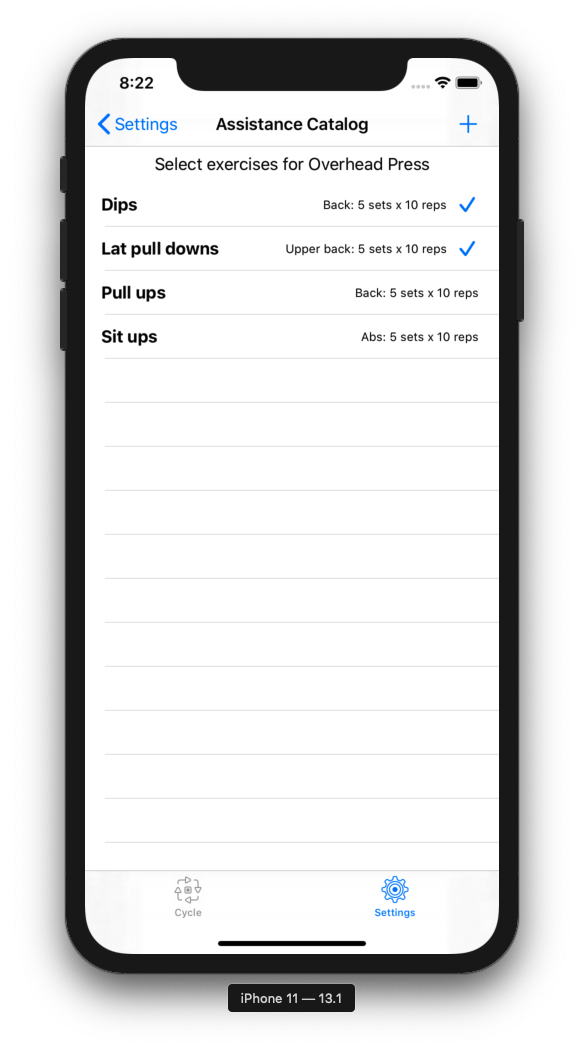 8:22
Settings Assistance Catalog
Select exercises for Overhead Press
Dips Back: 5 sets x 10 reps
Lat pull downs Upper back: 5 sets x 10 reps
Pull ups Back: 5 sets x 10 reps
Sit ups Abs: 5 sets x 10 reps
Cycle Settings
iPhone 11 — 13.1